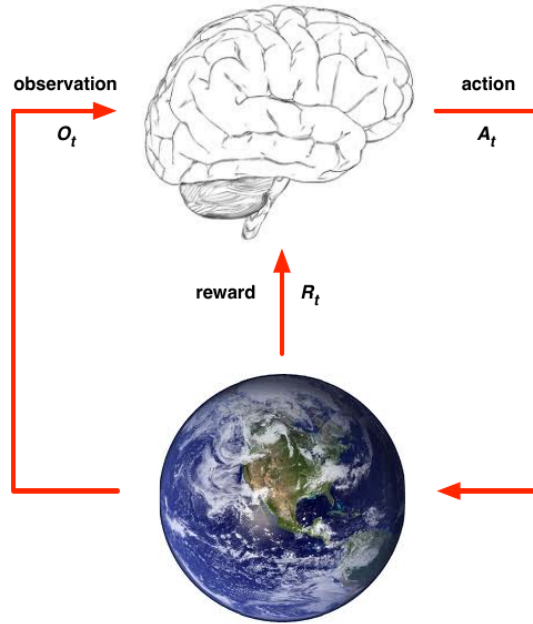 observation
O_t
action
A_t
reward
R_t